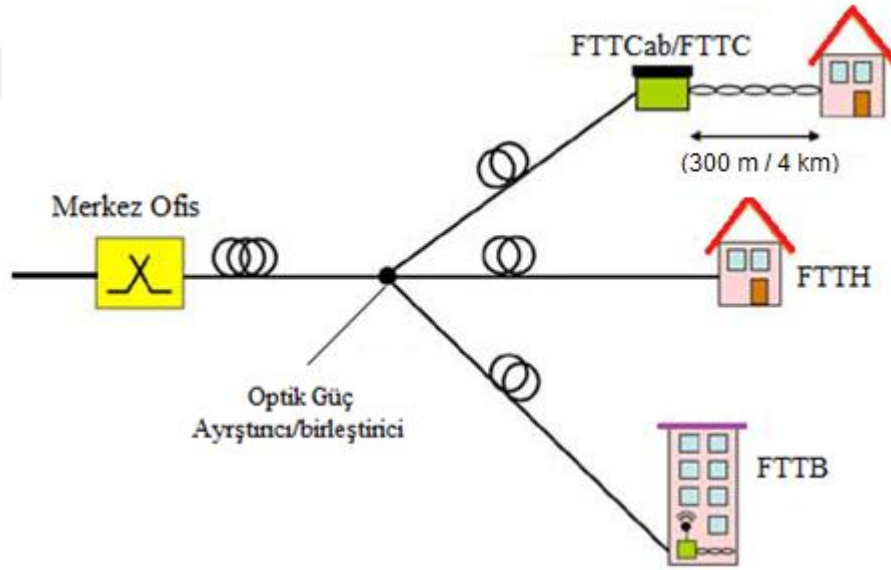 FTTCab/FTTC
(300 m / 4 km)
Merkez Ofis
FTTH
Optik Güç
Ayrştıncı/birleştirici
FTTB